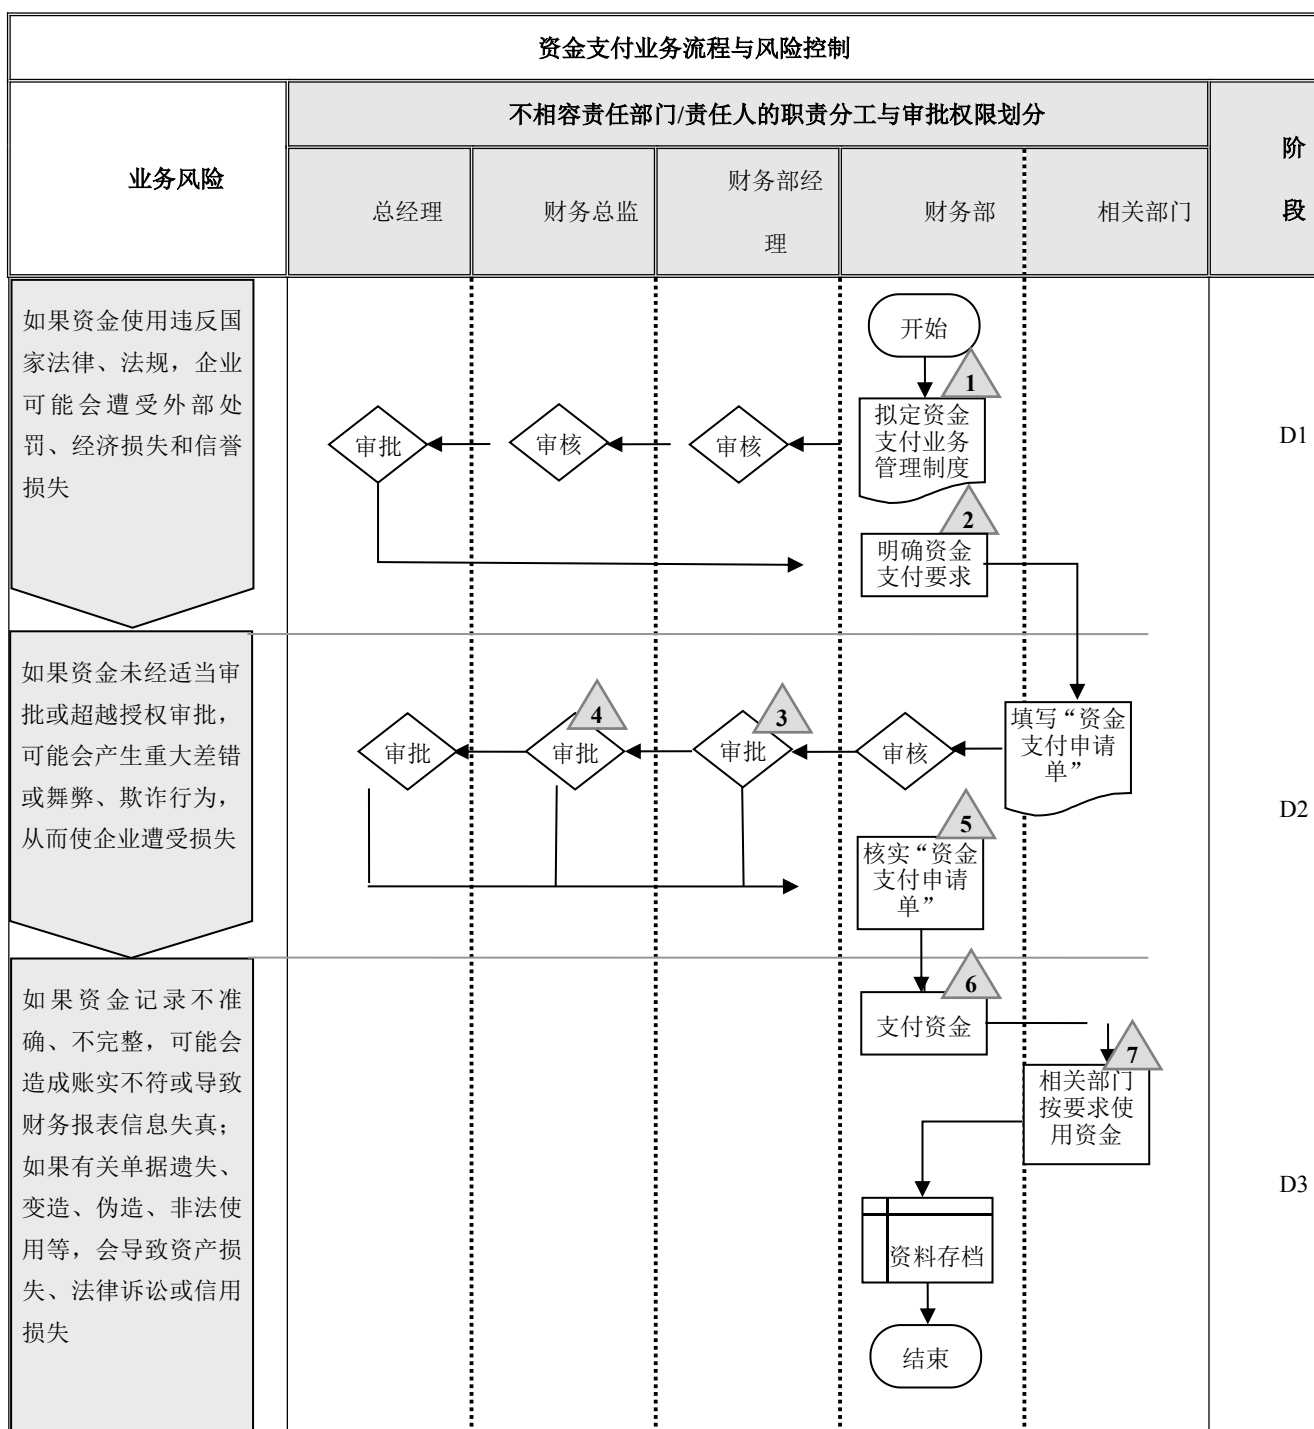 资金支付业务流程与风险控制
业务风险
不相容责任部门/责任人的职责分工与审批权限划分
阶
段
总经理
财务总监
财务部经
理
财务部
相关部门
如果资金使用违反国
家法律、法规，企业
可能会遭受外部处
罚、经济损失和信誉
损失
开始
1
拟定资金
支付业务
管理制度
审核
审核
审批
2
明确资金
支付要求
D1
如果资金未经适当审
批或超越授权审批，
可能会产生重大差错
或舞弊、欺诈行为，
从而使企业遭受损失
填写“资金
支付申请
单”
审核
3
审批
4
审批
审批
5
核实“资金
支付申请
单”
D2
如果资金记录不准
确、不完整，可能会
造成账实不符或导致
财务报表信息失真；
如果有关单据遗失、
变造、伪造、非法使
用等，会导致资产损
失、法律诉讼或信用
损失
6
支付资金
7
相关部门
按要求使
用资金
资料存档
结束
D3